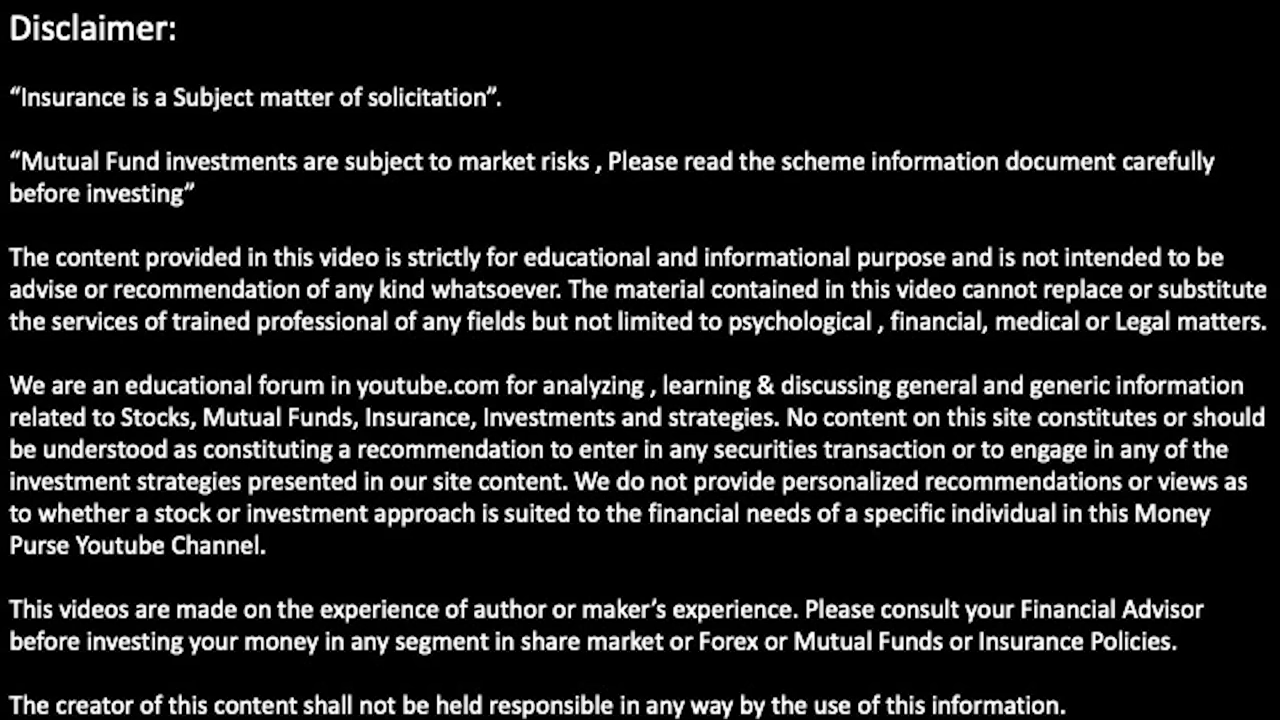 Disclaimer:
“Insurance is a Subject matter of solicitation”.
“Mutual Fund investments are subject to market risks , Please read the scheme information document carefully
before investing”
The content provided in this video is strictly for educational and informational purpose and is not intended to be
advise or recommendation of any kind whatsoever. The material contained in this video cannot replace or substitute
the services of trained professional of any fields but not limited to psychological , financial, medical or Legal matters.
We are an educational forum in youtube.com for analyzing , learning & discussing general and generic information
related to Stocks, Mutual Funds, Insurance, Investments and strategies. No content on this site constitutes or should
be understood as constituting a recommendation to enter in any securities transaction or to engage in any of the
investment strategies presented in our site content. We do not provide personalized recommendations or views as
to whether a stock or investment approach is suited to the financial needs of a specific individual in this Money
Purse Youtube Channel.
This videos are made on the experience of author or maker’s experience. Please consult your Financial Advisor
before investing your money in any segment in share market or Forex or Mutual Funds or Insurance Policies.
The creator of this content shall not be held responsible in any way by the use of this information.